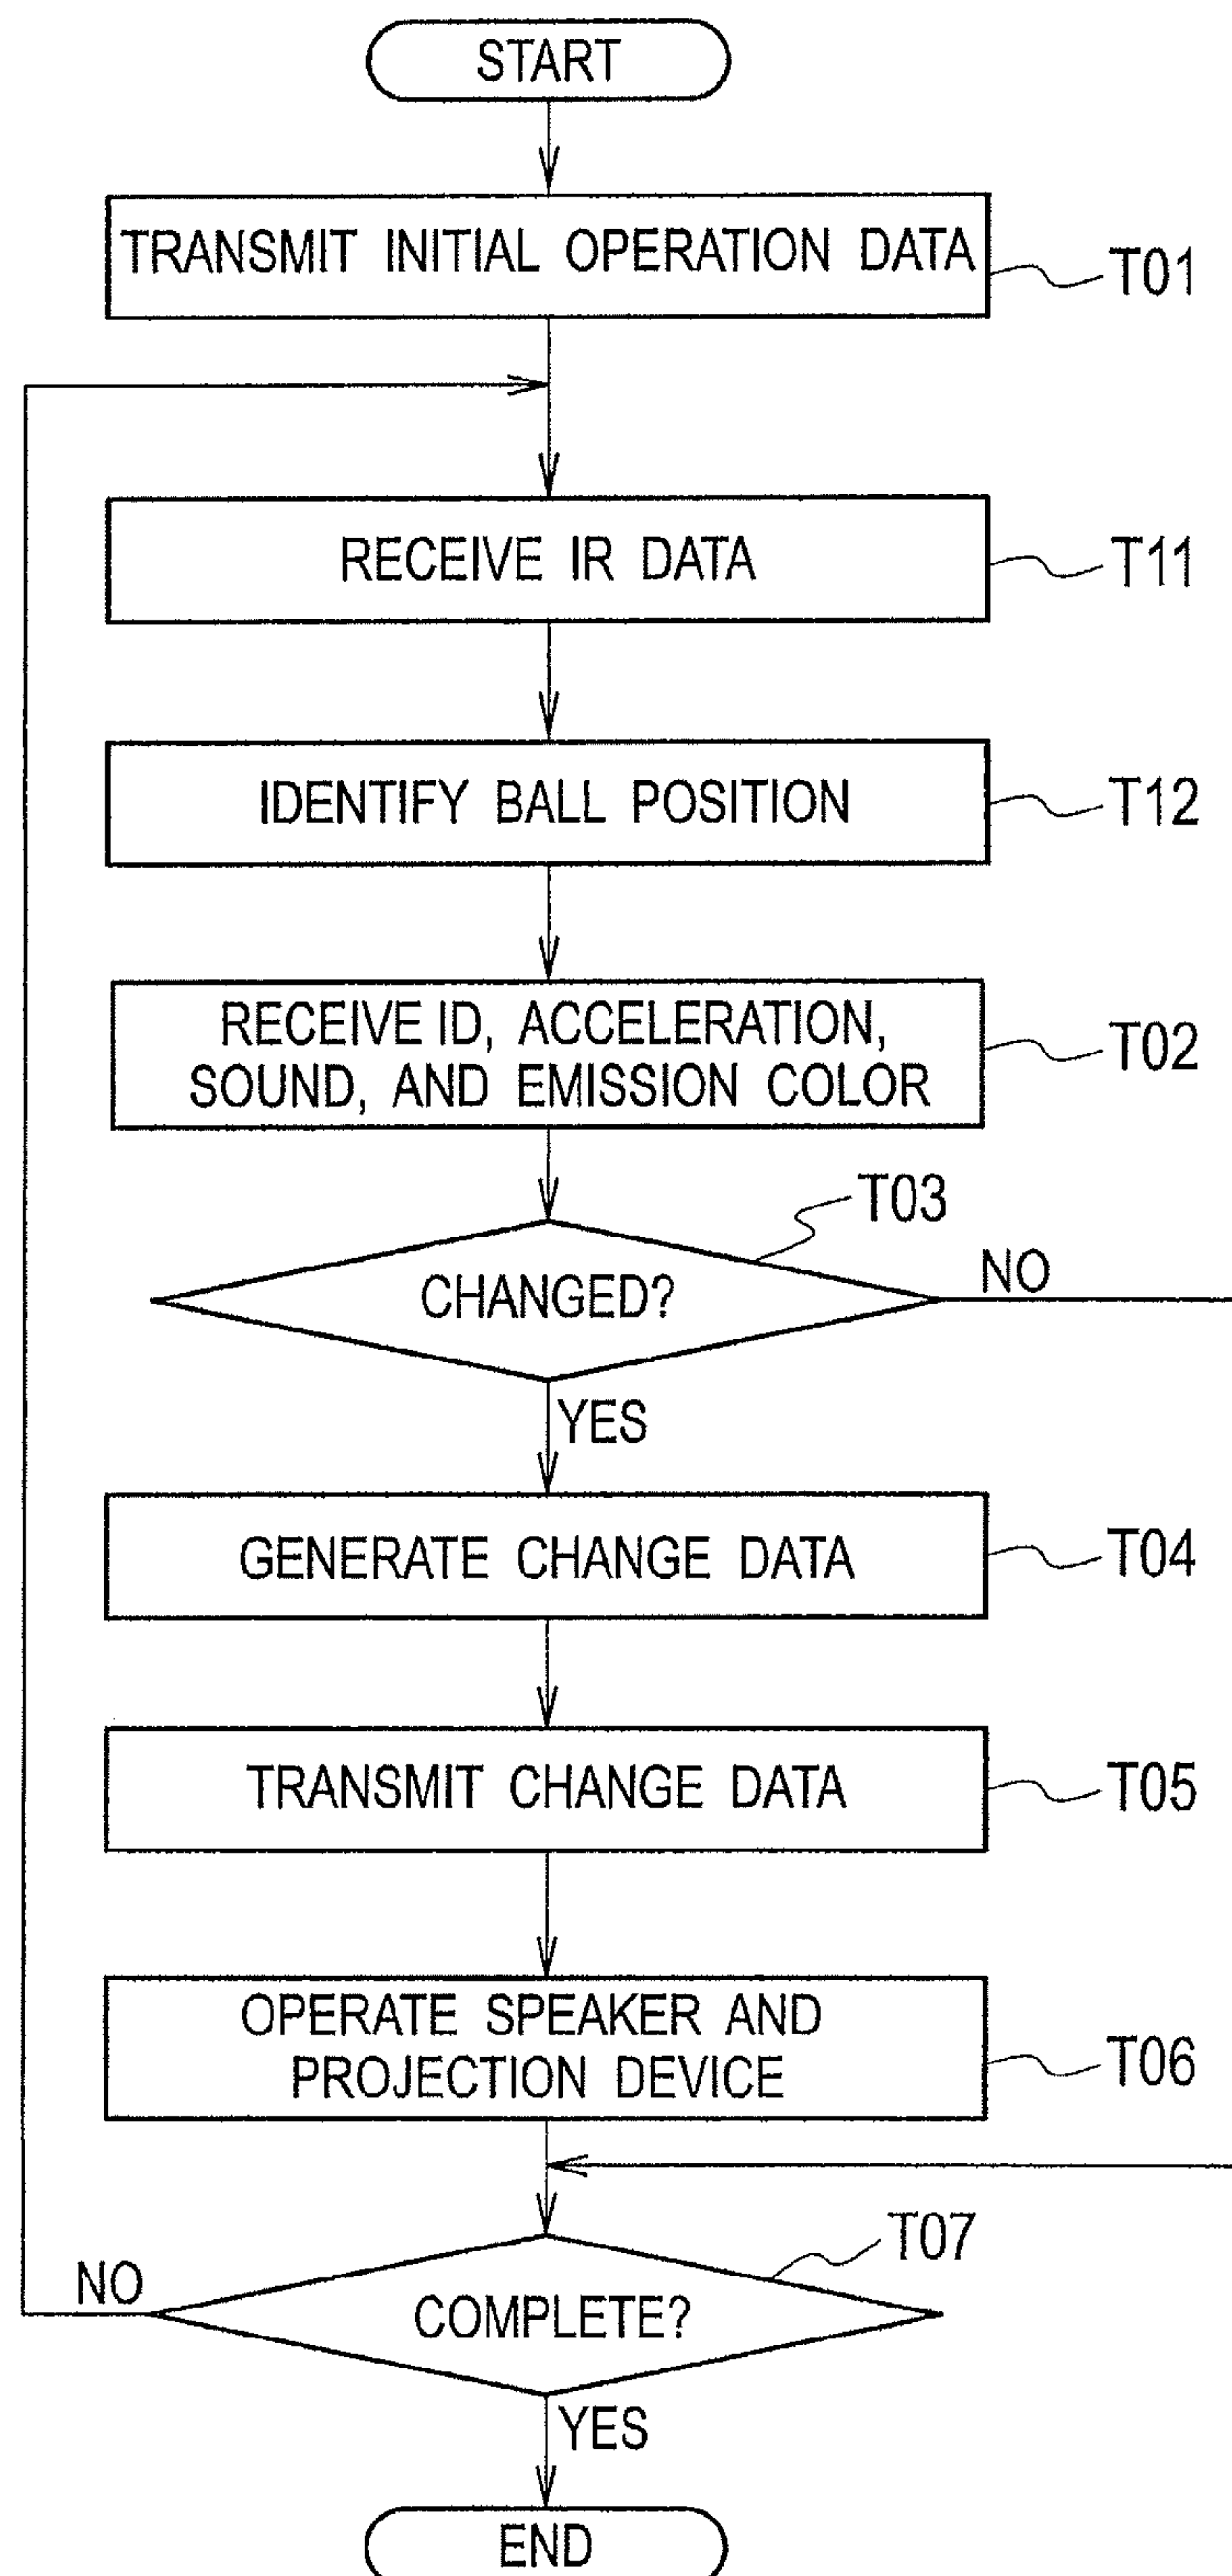 START
TRANSMIT INITIAL OPERATION DATA
T01
RECEIVE IR DATA
T11
IDENTIFY BALL POSITION
T12
RECEIVE ID, ACCELERATION,
SOUND, AND EMISSION COLOR
T02
T03
CHANGED?
NO
YES
GENERATE CHANGE DATA
T04
TRANSMIT CHANGE DATA
T05
OPERATE SPEAKER AND
PROJECTION DEVICE
T06
T07
NO
COMPLETE?
YES
END